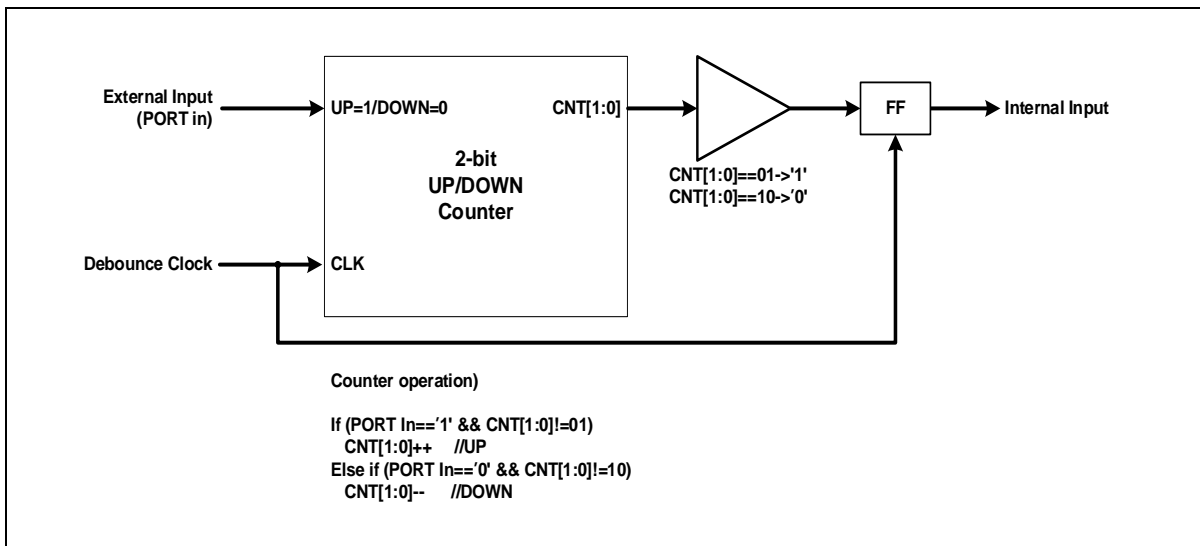 External Input
(PORT in)
UP=1/DOWN=0
CNT[1:0]
2-bit
UP/DOWN
Counter
FF
Internal Input
CNT[1:0]==01->'1'
CNT[1:0]==10->'0'
Debounce Clock
CLK
Counter operation)
If (PORT In=='1' && CNT[1:0]!=01)
CNT[1:0]++ //UP
Else if (PORT In=='0' && CNT[1:0]!=10)
CNT[1:0]-- //DOWN